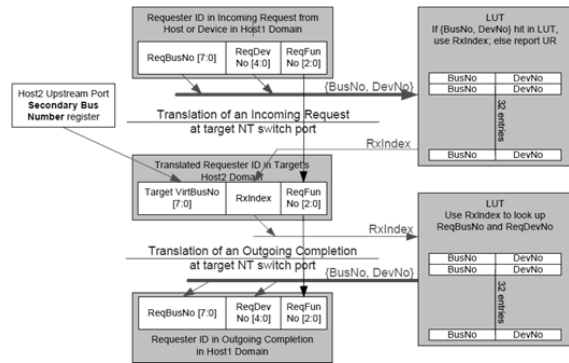 Requester ID in Incoming Request from
Host or Device in Host1 Domain
ReqBusNo [7:0]
ReqDev
No [4:0]
ReqFun
No [2:0]
LUT
If {BusNo, DevNo} hit in LUT,
use RxIndex; else report UR
BusNo
DevNo
BusNo
DevNo
32 entries
BusNo
DevNo
{BusNo, DevNo}
Host2 Upstream Port
Secondary Bus
Number register
Translation of an Incoming Request
at target NT switch port
RxIndex
Translated Requester ID in Target's
Host2 Domain
Target VirtBusNo
[7:0]
RxIndex
ReqFun
No [2:0]
LUT
Use RxIndex to look up
ReqBusNo and ReqDevNo
RxIndex
Translation of an Outgoing Completion
at target NT switch port
{BusNo, DevNo}
BusNo
DevNo
BusNo
DevNo
32 entries
BusNo
DevNo
ReqBusNo [7:0]
ReqDev
No [4:0]
ReqFun
No [2:0]
Requester ID in Outgoing Completion
in Host1 Domain